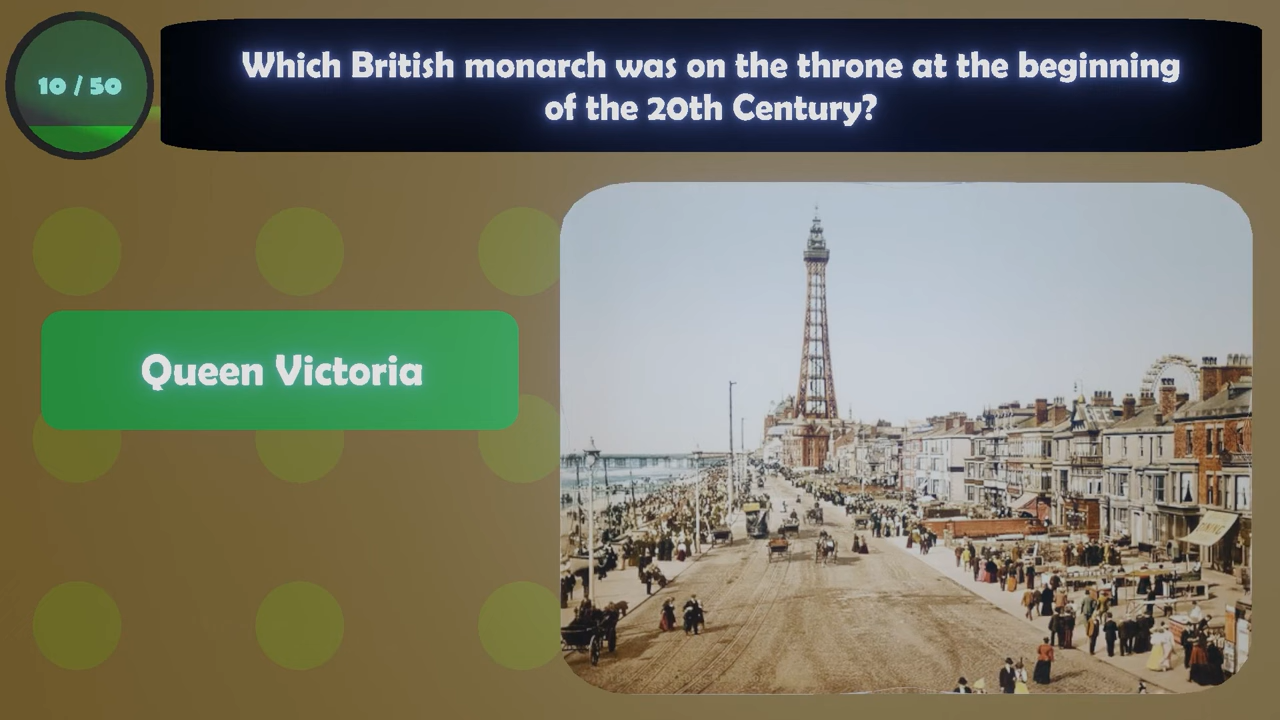 10 / 50
Which British monarch was on the throne at the beginning
of the 20th Century?
Queen Victoria